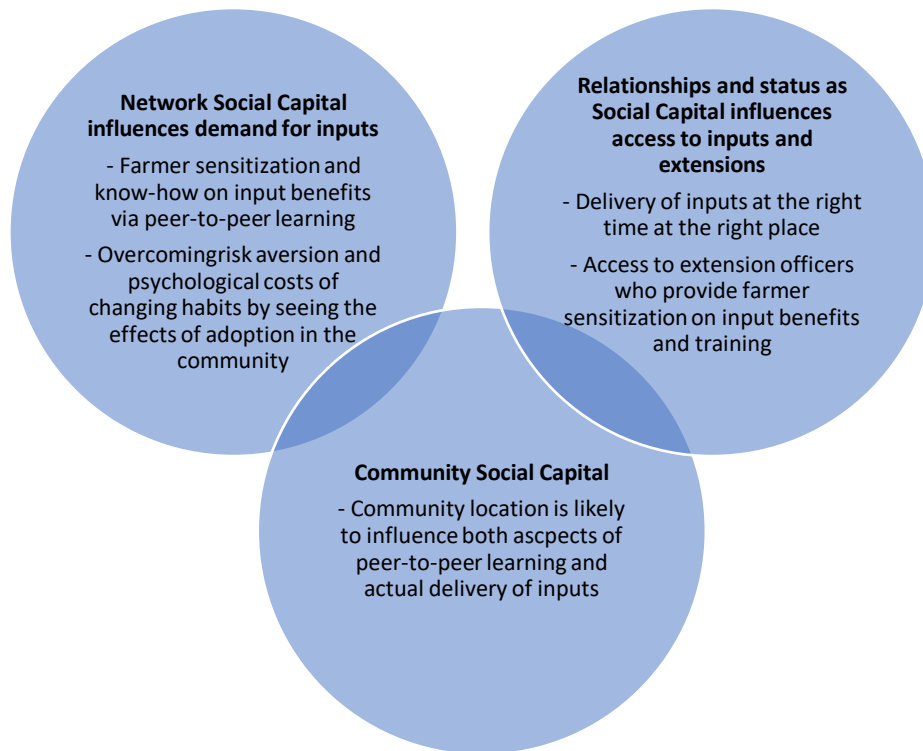 Network Social Capital
influences demand for inputs
- Farmer sensitization and
know-how on input benefits
via peer-to-peer learning
- Overcomingrisk aversion and
psychological costs of
changing habits by seeing the
effects of adoption in the
community
Relationships and status as
Social Capital influences
access to inputs and
extensions
- Delivery of inputs at the right
time at the right place
- Access to extension officers
who provide farmer
sensitization on input benefits
and training
Community Social Capital
- Community location is likely
to influence both ascpects of
peer-to-peer learning and
actual delivery of inputs